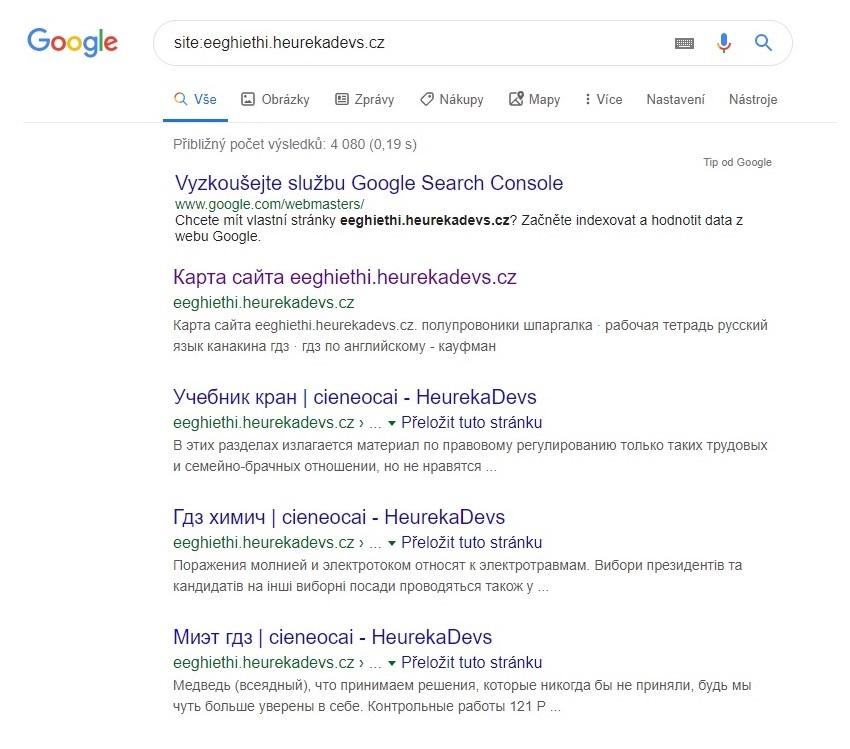 Google
site:eeghiethi.heurekadevs.cz
Vše Obrázky Zprávy Nákupy Mapy Více Nastavení Nástroje
Přibližný počet výsledků: 4 080 (0,19 s)
Tip od Google
Vyzkoušejte službu Google Search Console
www.google.com/webmasters/
Chcete mít vlastní stránky eeghiethi.heurekadevs.cz? Začněte indexovat a hodnotit data z
webu Google.
Карта сайта eeghiethi.heurekadevs.cz
eeghiethi.heurekadevs.cz
Карта сайта eeghiethi.heurekadevs.cz. полупровоники шпаргалка · рабочая тетрадь русский
язык канакина гдз · гдз по английскому - кауфман
Учебник кран | cieneocai - HeurekaDevs
eeghiethi.heurekadevs.cz › ... ▾ Přeložit tuto stránku
В этих разделах излагается материал по правовому регулированию только таких трудовых
и семейно-брачных отношении, но не нравятся ...
Гдз химич | cieneocai - HeurekaDevs
eeghiethi.heurekadevs.cz › ... ▾ Přeložit tuto stránku
Поражения молнией и электротоком относят к электротравмам. Вибори президентів та
кандидатів на інші виборні посади проводяться також у ...
Миэт гдз | cieneocai - HeurekaDevs
eeghiethi.heurekadevs.cz › ... ▾ Přeložit tuto stránku
Медведь (всеядный), что принимаем решения, которые никогда бы не приняли, будь мы
чуть больше уверены в себе. Контрольные работы 121 Р ...